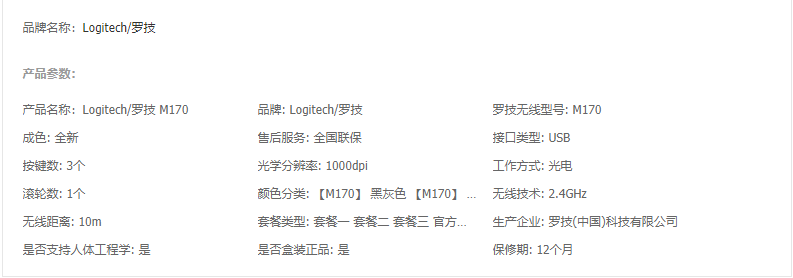 品牌名称: Logitech/罗技
产品参数:
产品名称: Logitech/罗技 M170 品牌: Logitech/罗技 罗技无线型号: M170
成色: 全新 售后服务: 全国联保 接口类型: USB
按键数: 3个 光学分辨率: 1000dpi 工作方式: 光电
滚轮数: 1个 颜色分类: 【M170】 黑灰色 【M170】 ... 无线技术: 2.4GHz
无线距离: 10m 套餐类型: 套餐一 套餐二 套餐三 官方... 生产企业: 罗技(中国)科技有限公司
是否支持人体工程学: 是 是否盒装正品: 是 保修期: 12个月